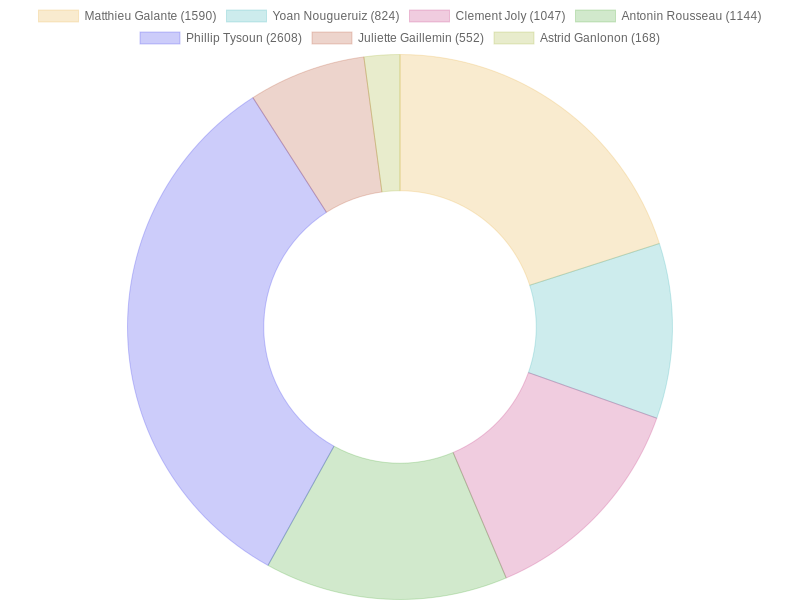 Matthieu Galante (1590) Yoan Nougueruiz (824) Clement Joly (1047) Antonin Rousseau (1144)
Phillip Tysoun (2608) Juliette Gaillemin (552) Astrid Ganlonon (168)